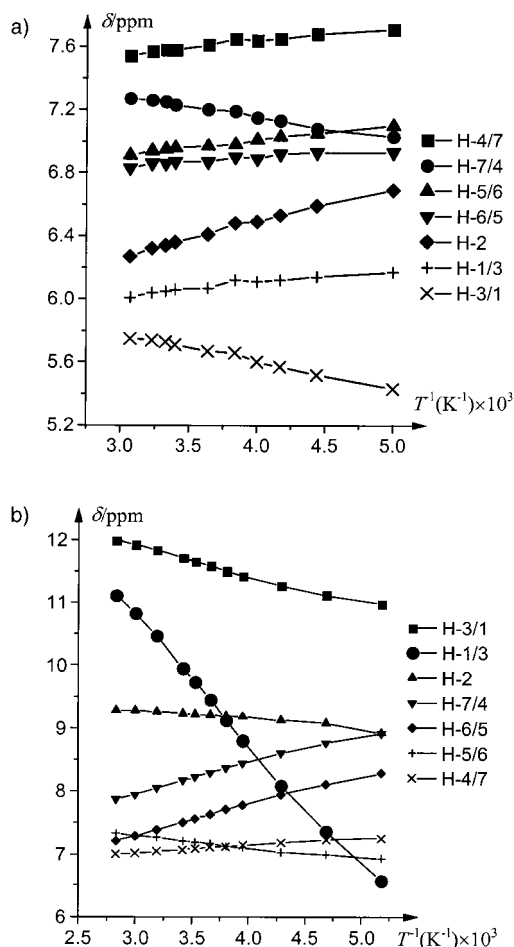 a)
δ/ppm
7.6
7.2
6.8
6.4
6.0
5.6
5.2
H-4/7
H-7/4
H-5/6
H-6/5
H-2
H-1/3
H-3/1
T⁻¹(K⁻¹)×10³
3.0 3.5 4.0 4.5 5.0
b)
δ/ppm
12
11
10
9
8
7
6
H-3/1
H-1/3
H-2
H-7/4
H-6/5
H-5/6
H-4/7
2.5 3.0 3.5 4.0 4.5 5.0 T⁻¹(K⁻¹)×10³